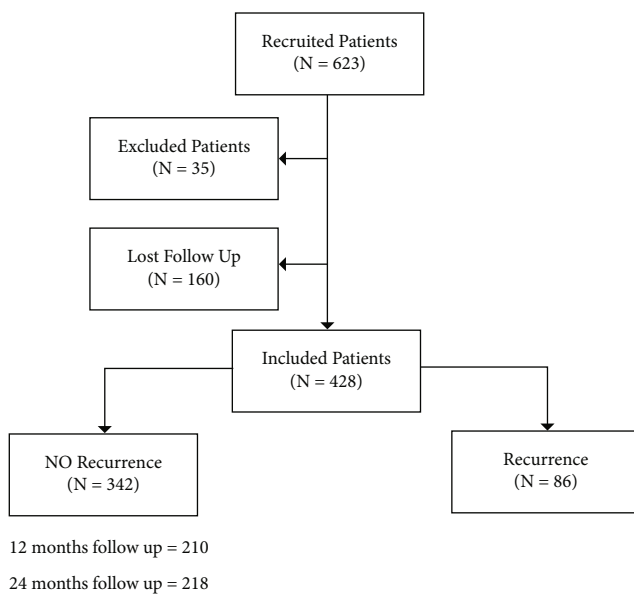 Recruited Patients
(N = 623)
Excluded Patients
(N = 35)
Lost Follow Up
(N = 160)
Included Patients
(N = 428)
NO Recurrence
(N = 342)
Recurrence
(N = 86)
12 months follow up = 210
24 months follow up = 218